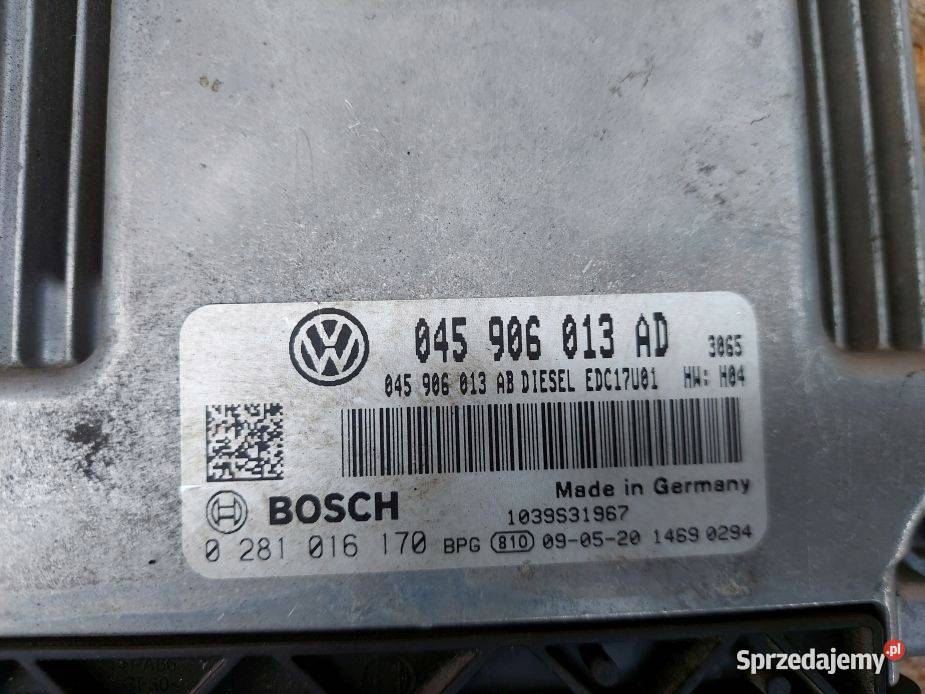 045 906 013 AD 3065
045 906 013 AB DIESEL EDC17U01 HW: H04
Made in Germany
BOSCH
1039S31967
0 281 016 170 BPG 810 09-05-20 1469 0294
Sprzedajemy.pl